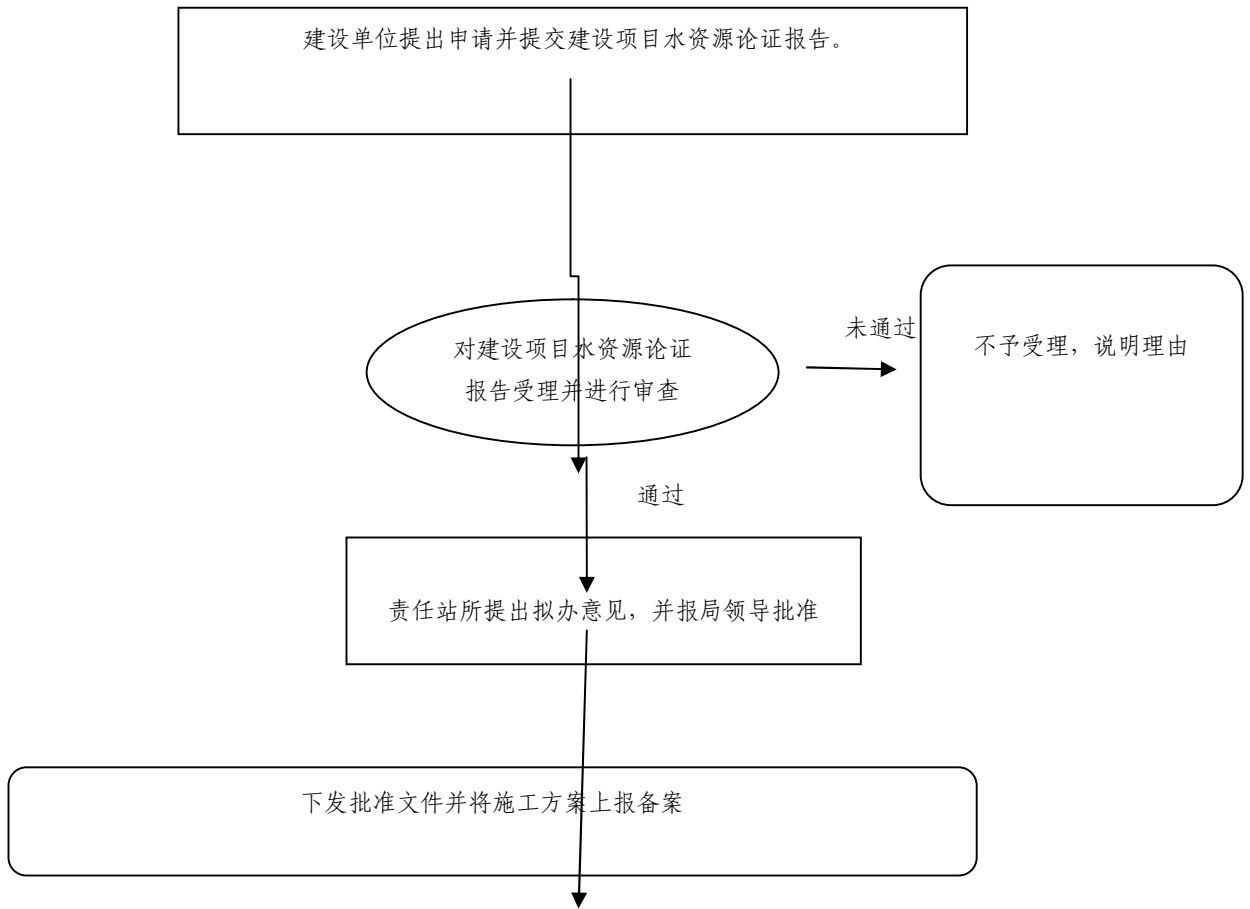 建设单位提出申请并提交建设项目水资源论证报告。
对建设项目水资源论证
报告受理并进行审查
未通过
不予受理，说明理由
通过
责任站所提出拟办意见，并报局领导批准
下发批准文件并将施工方案上报备案